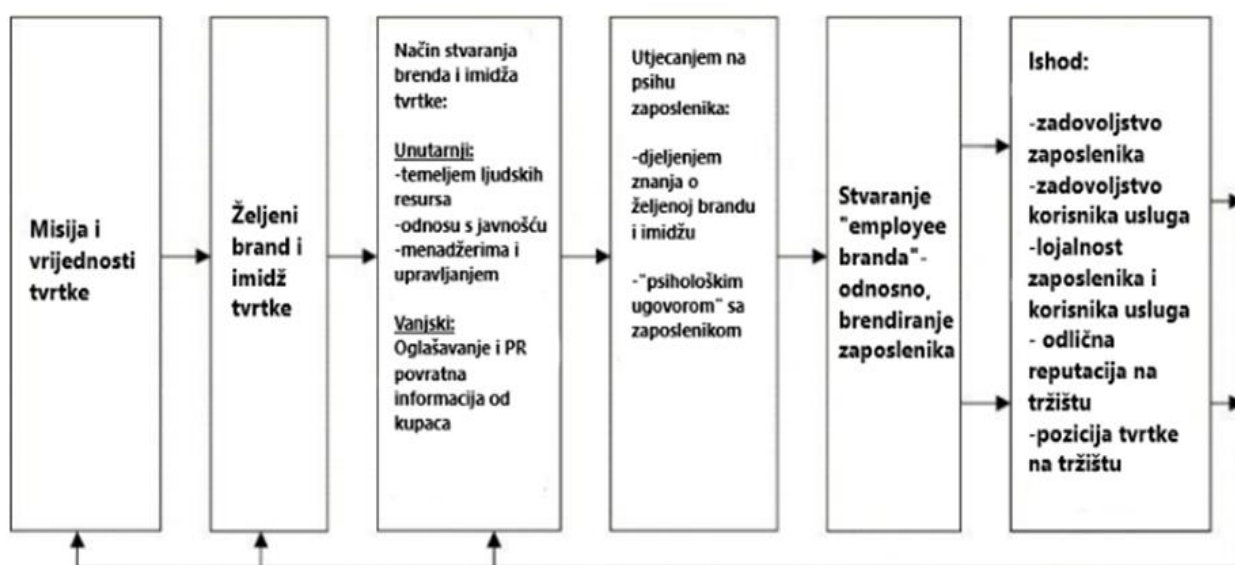 Misija i
vrijednosti
tvrtke
Željeni
brand i
imidž
tvrtke
Način stvaranja
brenda i imidža
tvrtke:
Unutarnji:
-temeljem ljudskih
resursa
-odnosu s javnošću
-menadžerima i
upravljanjem
Vanjski:
Oglašavanje i PR
povratna
informacija od
kupaca
Utjecanjem na
psihu
zaposlenika:
-djeljenjem
znanja o
željenoj brandu
i imidžu
-"psihološkim
ugovorom" sa
zaposlenikom
Stvaranje
"employee
branda"-
odnosno,
brendiranje
zaposlenika
Ishod:
-zadovoljstvo
zaposlenika
-zadovoljstvo
korisnika usluga
-lojalnost
zaposlenika i
korisnika usluga
- odlična
reputacija na
tržištu
-pozicija tvrtke
na tržištu